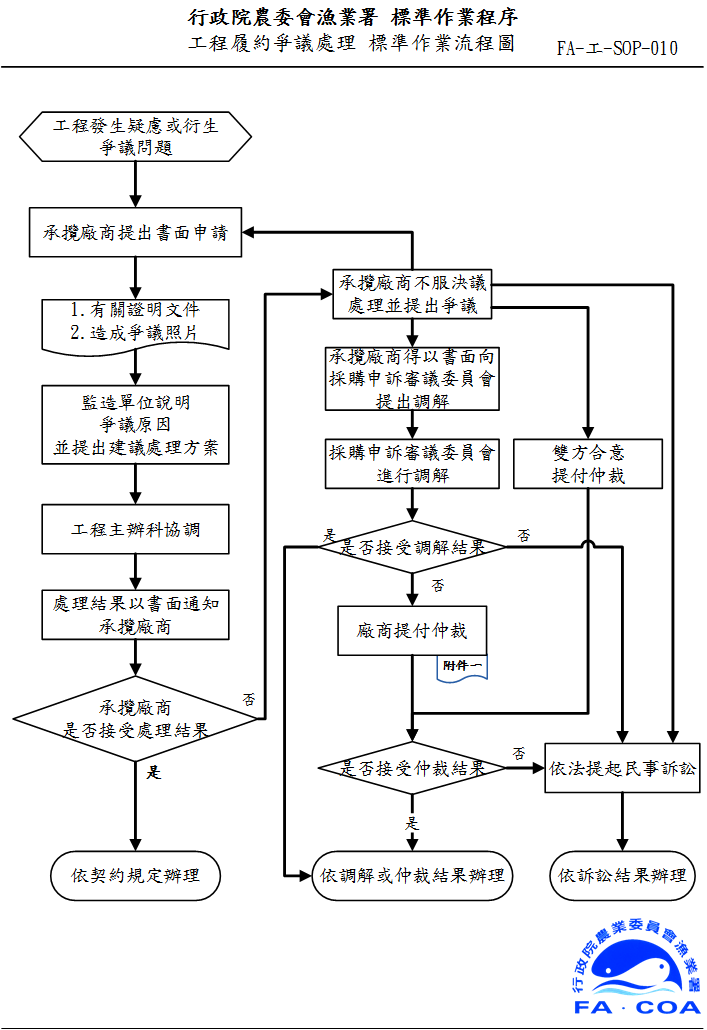 行政院農委會漁業署 標準作業程序
工程履約爭議處理 標準作業流程圖
FA-工-SOP-010
工程發生疑慮或衍生
爭議問題
承攬廠商提出書面申請
1.有關證明文件
2.造成爭議照片
監造單位說明
爭議原因
並提出建議處理方案
工程主辦科協調
處理結果以書面通知
承攬廠商
承攬廠商
是否接受處理結果
否
是
依契約規定辦理
承攬廠商不服決議
處理並提出爭議
承攬廠商得以書面向
採購申訴審議委員會
提出調解
採購申訴審議委員會
進行調解
雙方合意
提付仲裁
是
是否接受調解結果
否
否
廠商提付仲裁
附件一
是否接受仲裁結果
否
依法提起民事訴訟
是
依調解或仲裁結果辦理
依訴訟結果辦理
行政院農業委員會漁業署
FA·COA